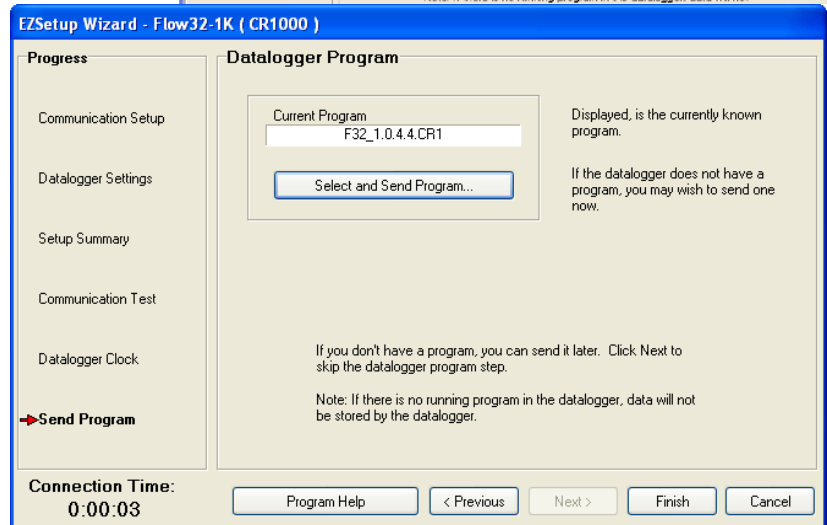 EZSetup Wizard - Flow32-1K ( CR1000 )
Progress
Communication Setup
Datalogger Settings
Setup Summary
Communication Test
Datalogger Clock
Send Program
Connection Time:
0:00:03
Datalogger Program
Current Program
F32_1.0.4.4.CR1
Select and Send Program...
Displayed, is the currently known
program.
If the datalogger does not have a
program, you may wish to send one
now.
If you don't have a program, you can send it later.  Click Next to
skip the datalogger program step.
Note: If there is no running program in the datalogger, data will not
be stored by the datalogger.
Program Help
< Previous
Next >
Finish
Cancel